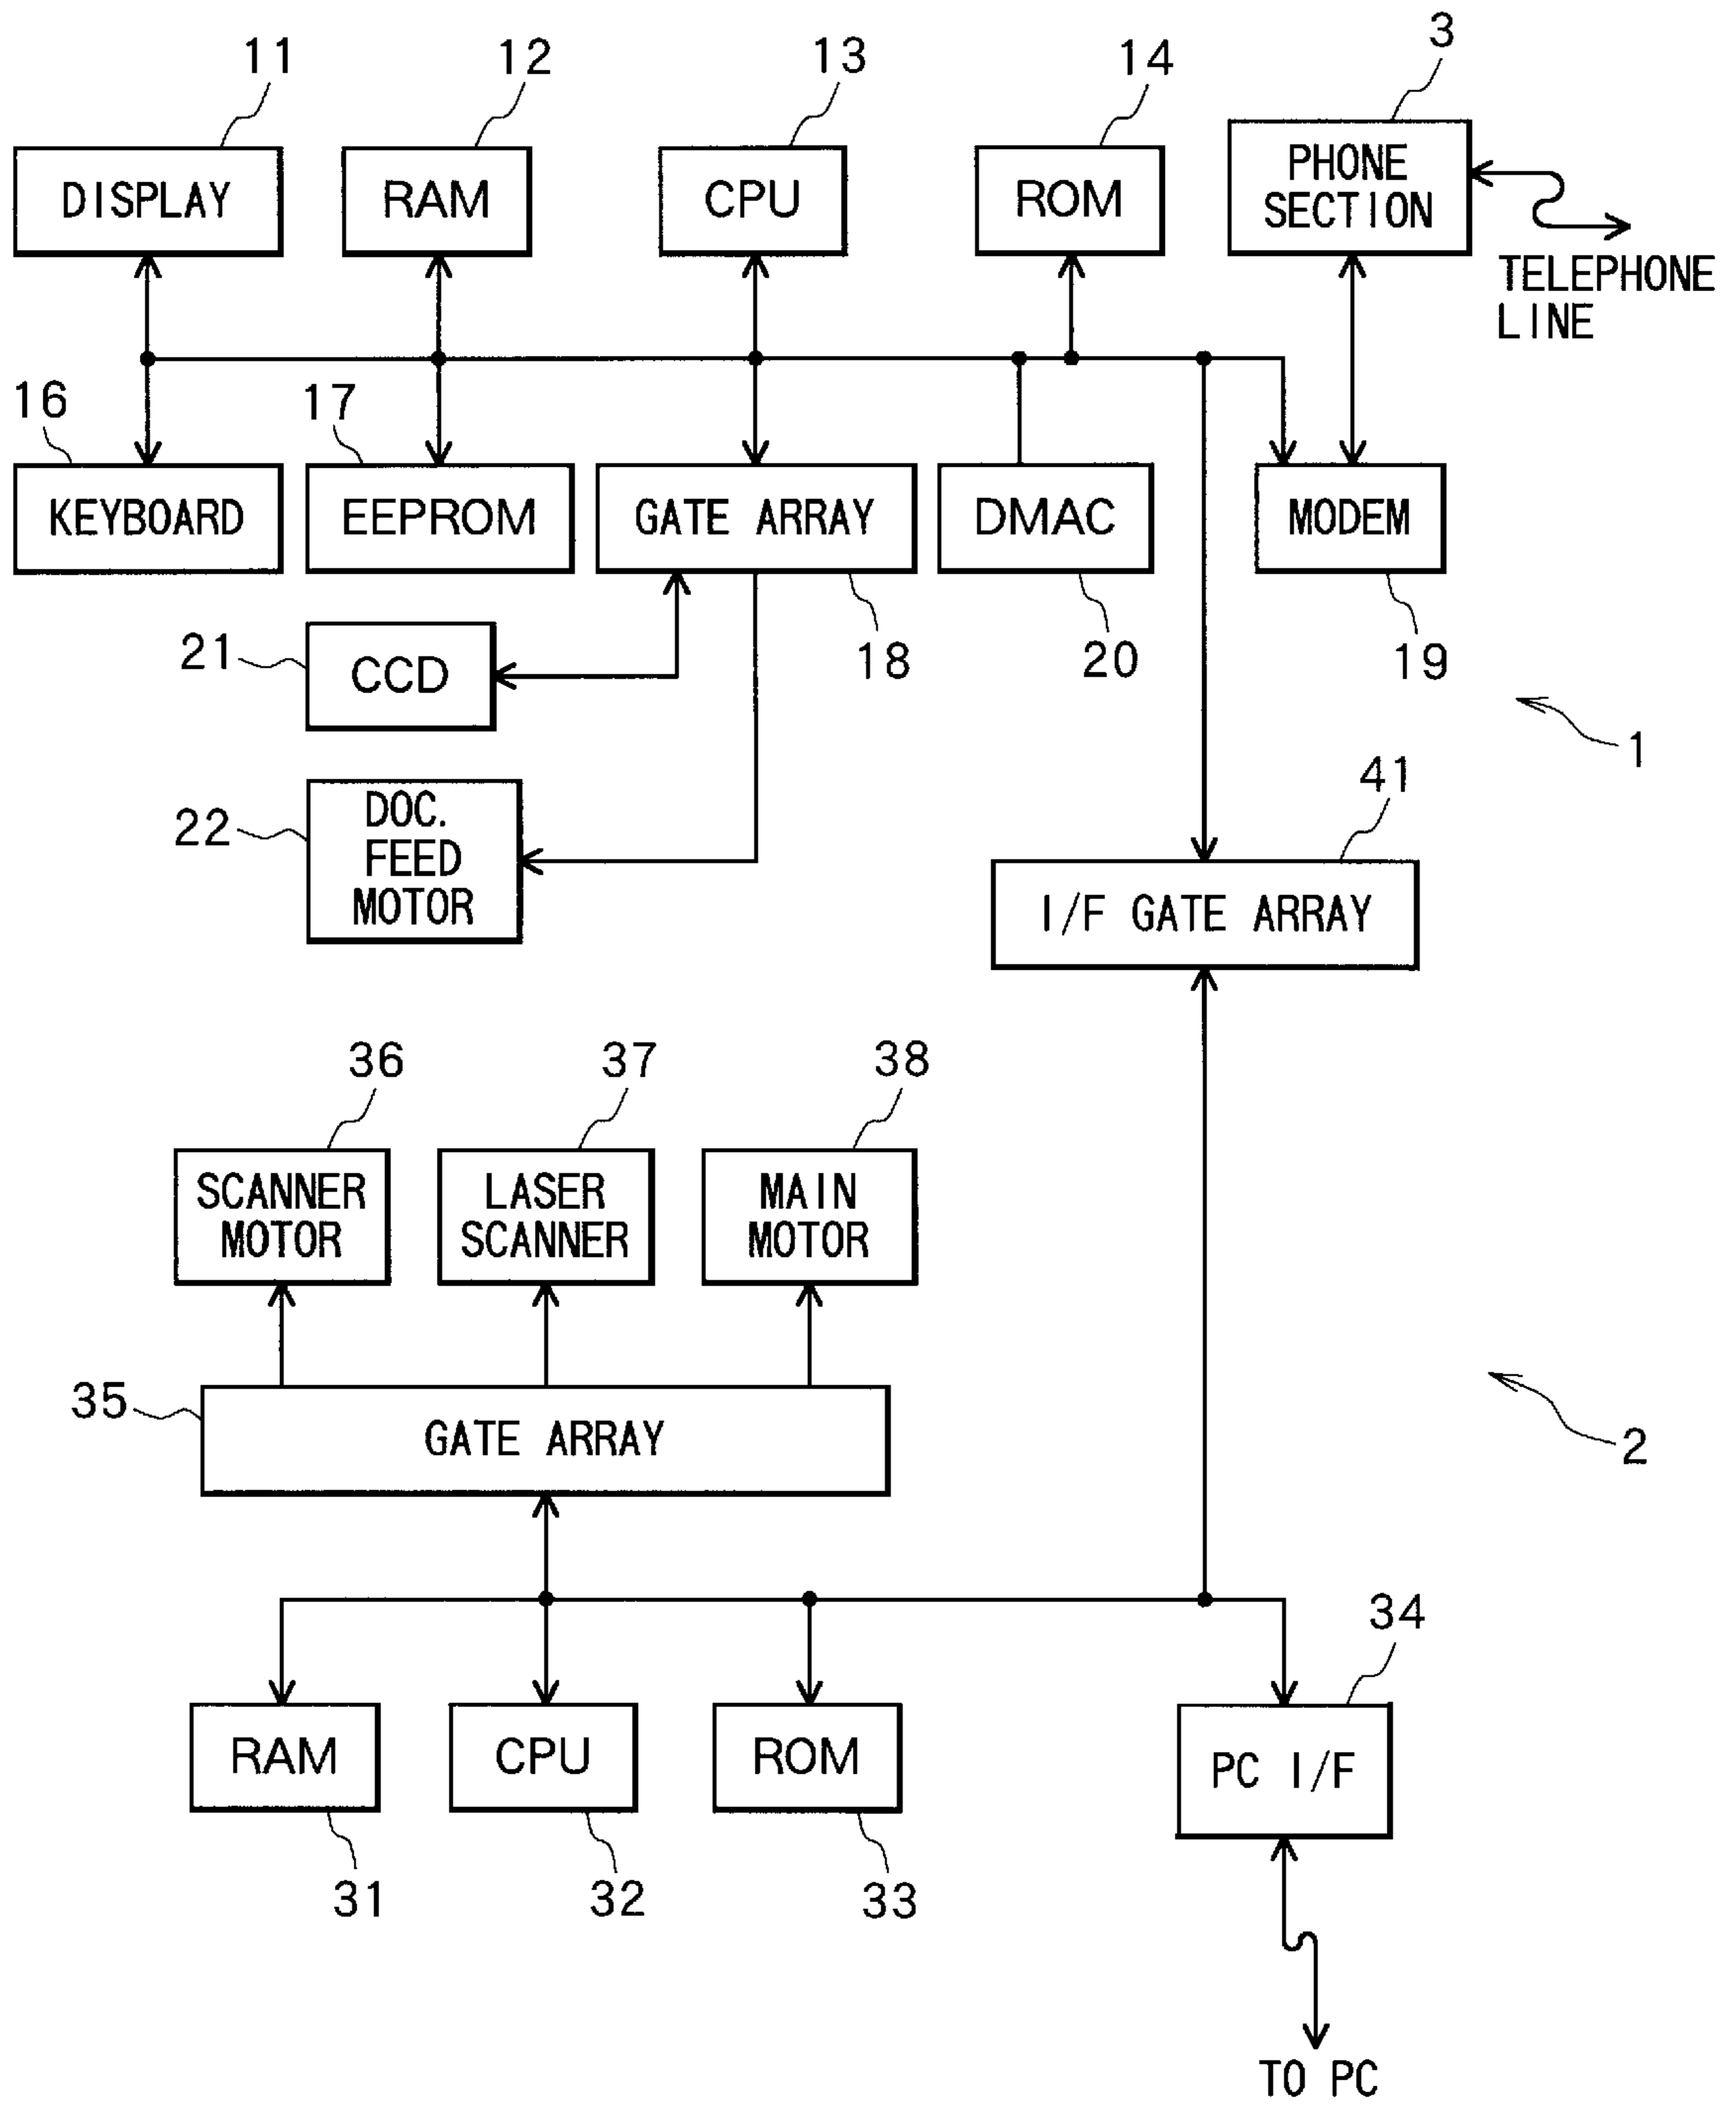 11
12
13
14
3
DISPLAY
RAM
CPU
ROM
PHONE
SECTION
TELEPHONE
LINE
16
17
KEYBOARD
EEPROM
GATE ARRAY
DMAC
MODEM
21
CCD
18
20
19
1
22
DOC.
FEED
MOTOR
41
I/F GATE ARRAY
36
37
38
SCANNER
MOTOR
LASER
SCANNER
MAIN
MOTOR
35
GATE ARRAY
2
34
RAM
CPU
ROM
PC I/F
31
32
33
TO PC